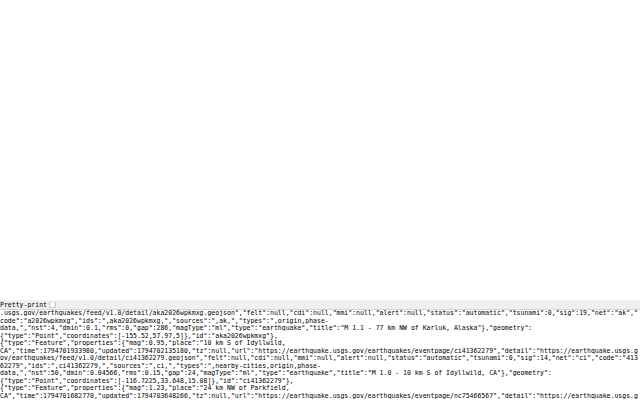 Pretty-print
.usgs.gov/earthquakes/feed/v1.0/detail/aka2026wpkmxg.geojson","felt":null,"cdi":null,"mmi":null,"alert":null,"status":"automatic","tsunami":0,"sig":19,"net":"ak","
code":"a2026wpkmxg","ids":",aka2026wpkmxg,","sources":",ak,","types":",origin,phase-
data,","nst":4,"dmin":0.1,"rms":0,"gap":286,"magType":"ml","type":"earthquake","title":"M 1.1 - 77 km NW of Karluk, Alaska"},"geometry":
{"type":"Point","coordinates":[-155.52,57.97,5]},"id":"aka2026wpkmxg"},
{"type":"Feature","properties":{"mag":0.95,"place":"10 km S of Idyllwild,
CA","time":1794701933980,"updated":1794702135180,"tz":null,"url":"https://earthquake.usgs.gov/earthquakes/eventpage/ci41362279","detail":"https://earthquake.usgs.g
ov/earthquakes/feed/v1.0/detail/ci41362279.geojson","felt":null,"cdi":null,"mmi":null,"alert":null,"status":"automatic","tsunami":0,"sig":14,"net":"ci","code":"413
62279","ids":",ci41362279,","sources":",ci,","types":",nearby-cities,origin,phase-
data,","nst":50,"dmin":0.04566,"rms":0.15,"gap":24,"magType":"ml","type":"earthquake","title":"M 1.0 - 10 km S of Idyllwild, CA"},"geometry":
{"type":"Point","coordinates":[-116.7225,33.648,15.08]},"id":"ci41362279"},
{"type":"Feature","properties":{"mag":1.23,"place":"24 km NW of Parkfield,
CA","time":1794701682770,"updated":1794703648266,"tz":null,"url":"https://earthquake.usgs.gov/earthquakes/eventpage/nc75466567","detail":"https://earthquake.usgs.g